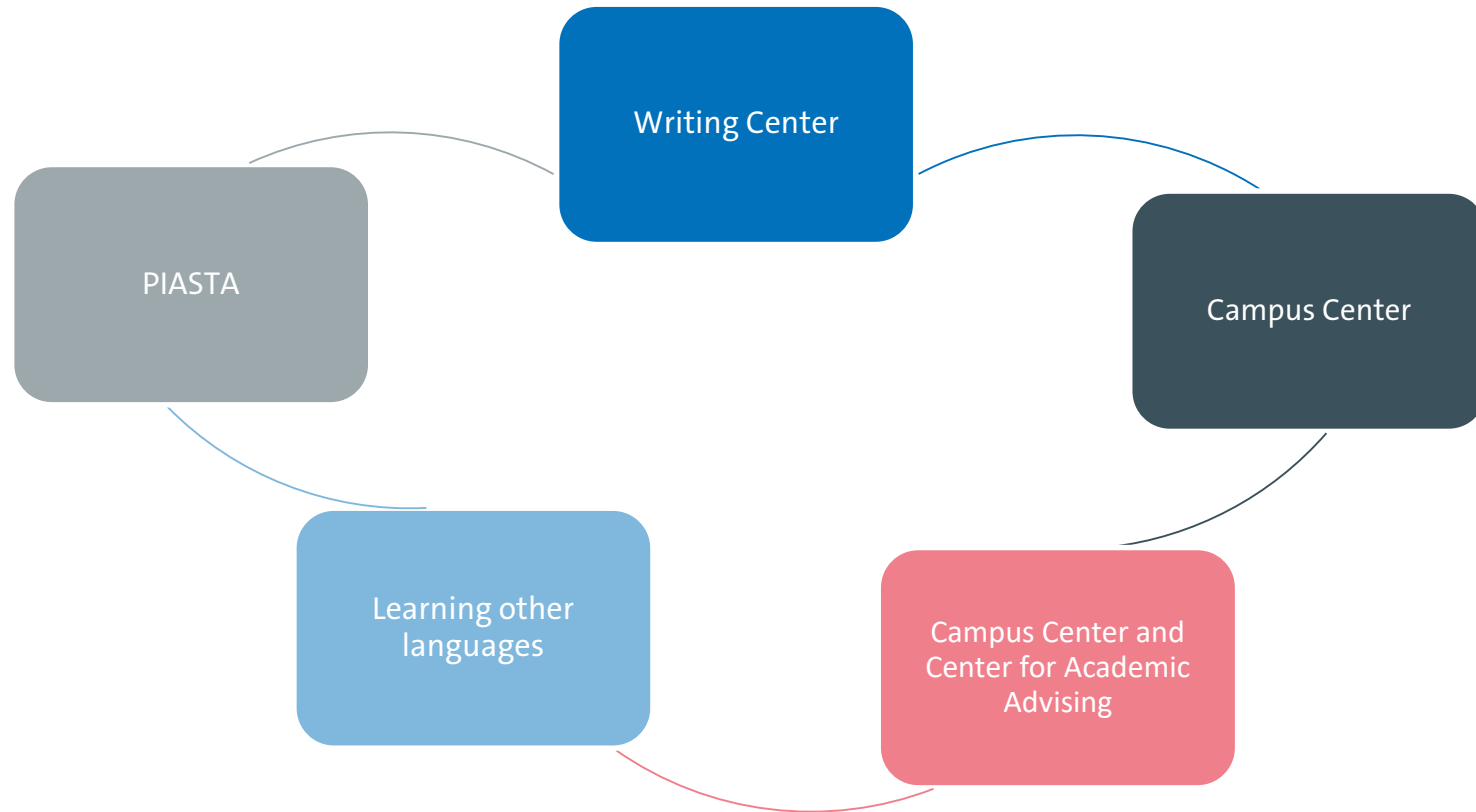 Writing Center
Campus Center
Campus Center and
Center for Academic
Advising
Learning other
languages
PIASTA